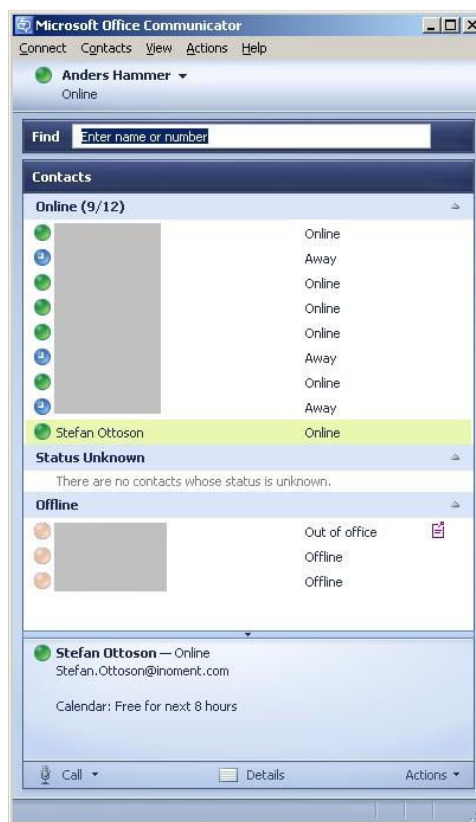 Microsoft Office Communicator
Connect Contacts View Actions Help
Anders Hammer
Online
Find Enter name or number
Contacts
Online (9/12)
Online
Away
Online
Online
Online
Away
Online
Away
Stefan Ottoson Online
Status Unknown
There are no contacts whose status is unknown.
Offline
Out of office
Offline
Offline
Stefan Ottoson — Online
Stefan.Ottoson@inoment.com
Calendar: Free for next 8 hours
Call Details Actions